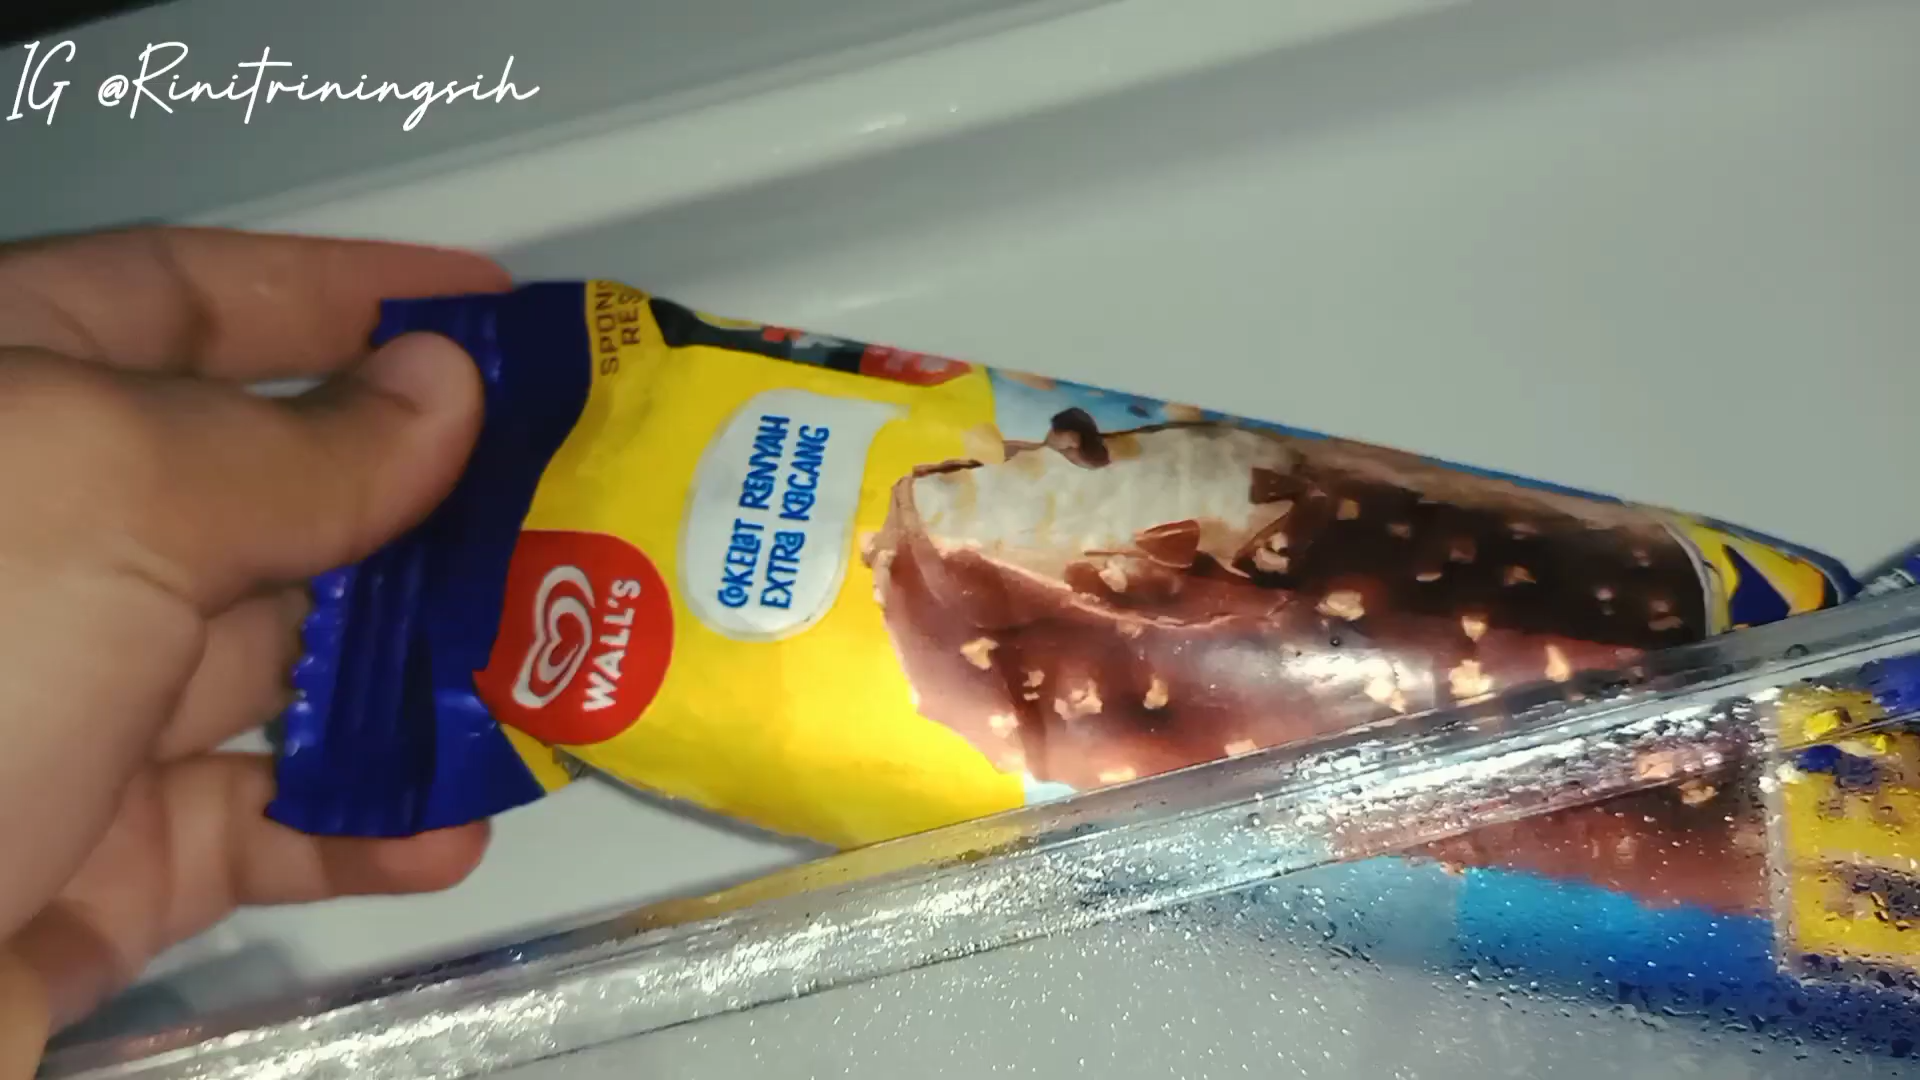 IG @Rinitriningsih
COKELAT RENYAH
EXTRA KACANG
WALL'S